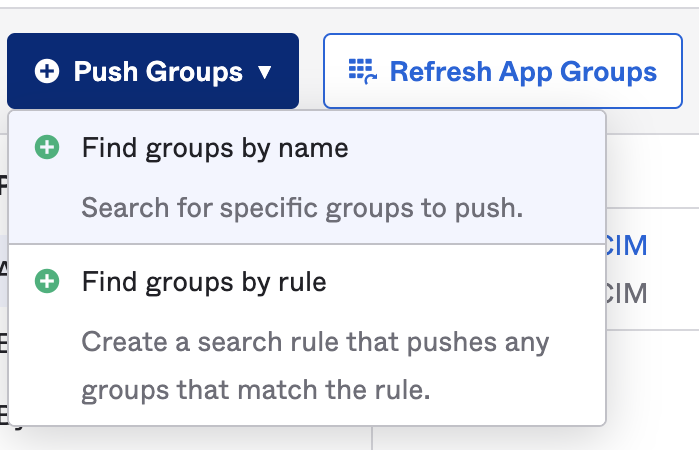 Push Groups ▼
Refresh App Groups
Find groups by name
Search for specific groups to push.
Find groups by rule
Create a search rule that pushes any
groups that match the rule.
CIM
CIM